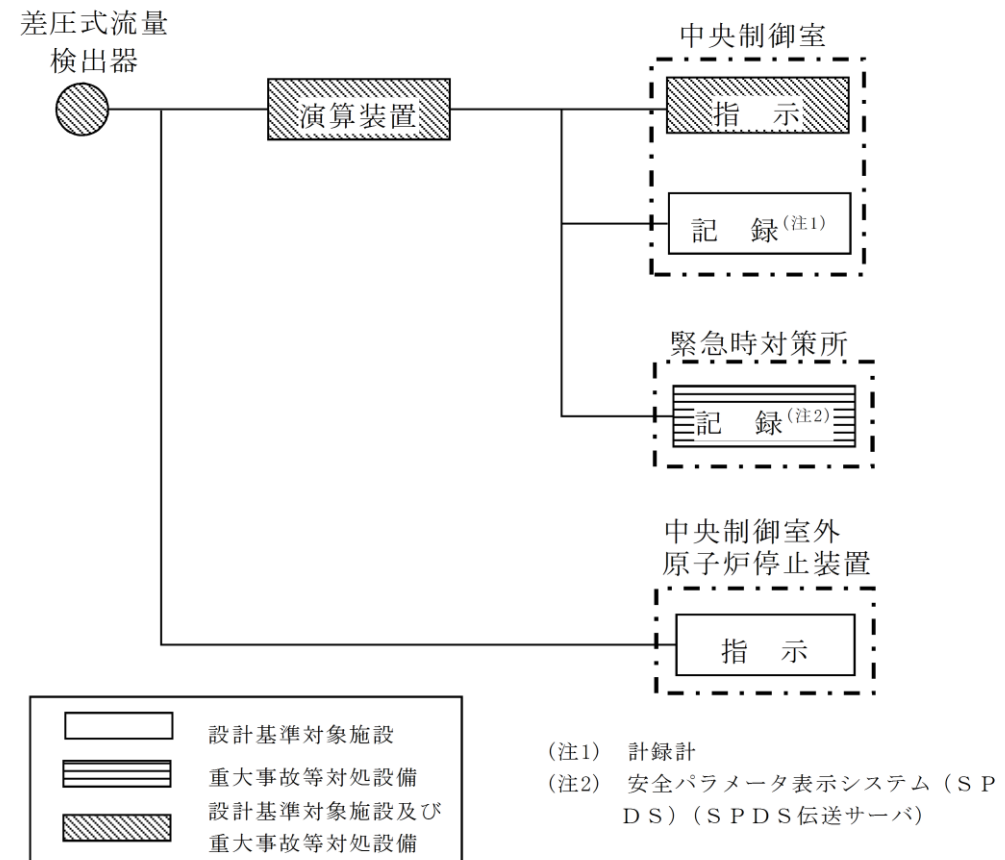 差圧式流量
検出器
中央制御室
演算装置
指　示
記　録(注1)
緊急時対策所
記　録(注2)
中央制御室外
原子炉停止装置
指　示
設計基準対象施設
重大事故等対処設備
設計基準対象施設及び
重大事故等対処設備
(注1)　計録計
(注2)　安全パラメータ表示システム（ＳＰ
ＤＳ）（ＳＰＤＳ伝送サーバ）